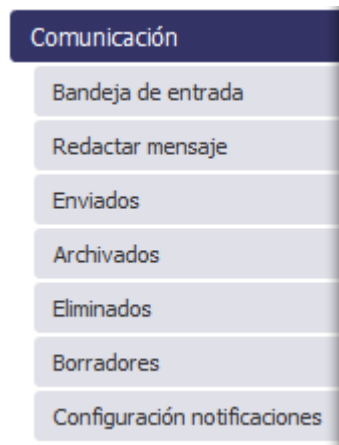 Comunicación
Bandeja de entrada
Redactar mensaje
Enviados
Archivados
Eliminados
Borradores
Configuración notificaciones